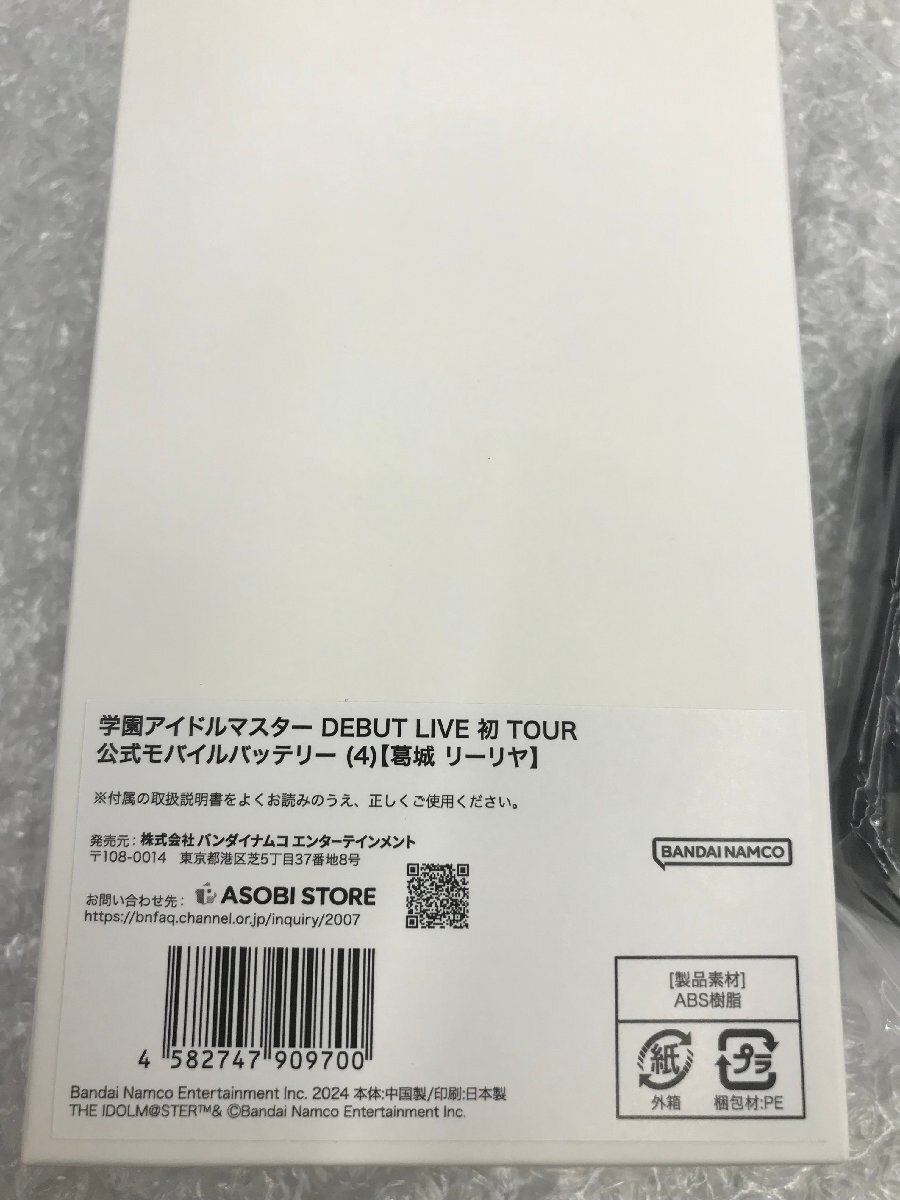 学園アイドルマスター DEBUT LIVE 初 TOUR
公式モバイルバッテリー (4)【葛城 リーリヤ】
※付属の取扱説明書をよくお読みのうえ、正しくご使用ください。
発売元：株式会社 バンダイナムコ エンターテインメント
〒108-0014 東京都港区芝5丁目37番地8号
BANDAI NAMCO
お問い合わせ先： ASOBI STORE
https://bnfaq.channel.or.jp/inquiry/2007
4 582747 909700
[製品素材]
ABS樹脂
紙 プラ
外箱 梱包材:PE
Bandai Namco Entertainment Inc. 2024 本体:中国製/印刷:日本製
THE IDOLM@STER™& ©Bandai Namco Entertainment Inc.